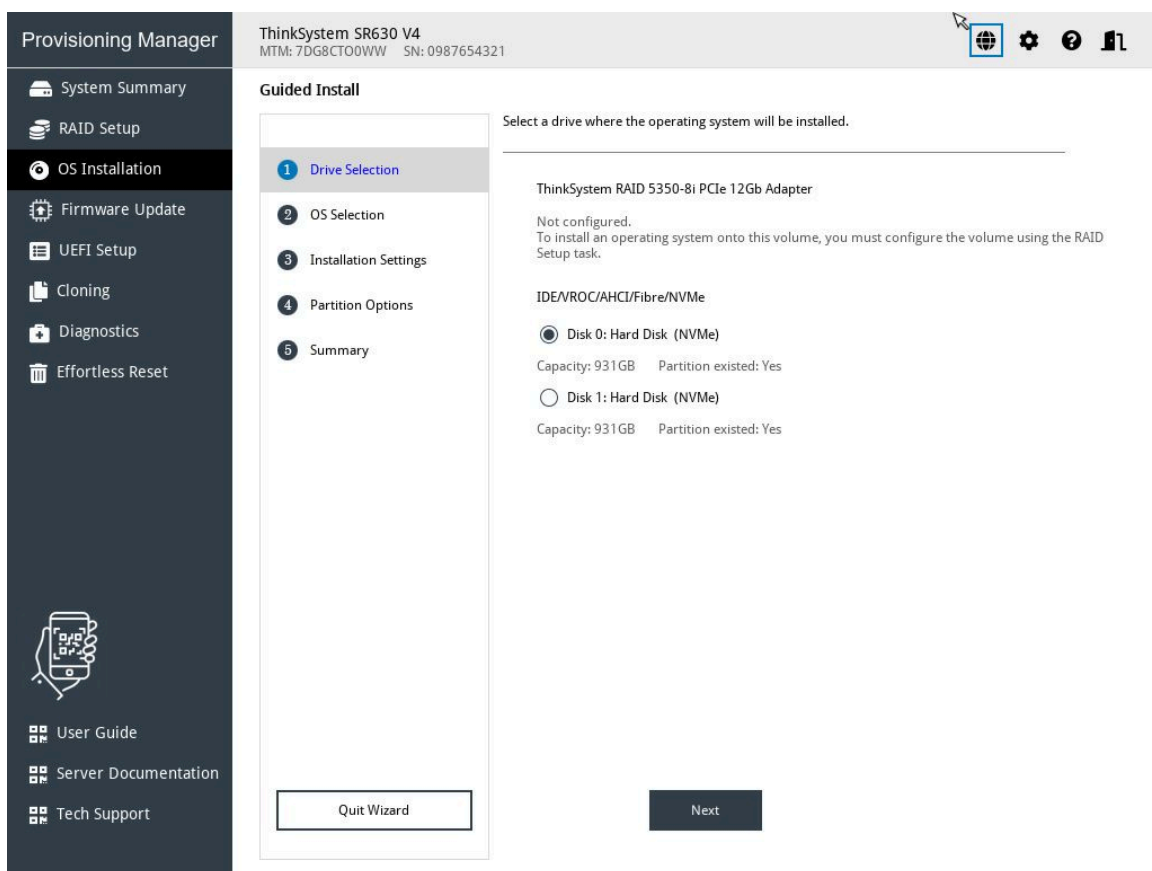 Provisioning Manager
ThinkSystem SR630 V4
MTM: 7DG8CTO0WW SN: 0987654321
System Summary
RAID Setup
OS Installation
Firmware Update
UEFI Setup
Cloning
Diagnostics
Effortless Reset
User Guide
Server Documentation
Tech Support
Guided Install
1 Drive Selection
2 OS Selection
3 Installation Settings
4 Partition Options
5 Summary
Quit Wizard
Select a drive where the operating system will be installed.
ThinkSystem RAID 5350-8i PCIe 12Gb Adapter
Not configured.
To install an operating system onto this volume, you must configure the volume using the RAID
Setup task.
IDE/VROC/AHCI/Fibre/NVMe
Disk 0: Hard Disk (NVMe)
Capacity: 931GB Partition existed: Yes
Disk 1: Hard Disk (NVMe)
Capacity: 931GB Partition existed: Yes
Next